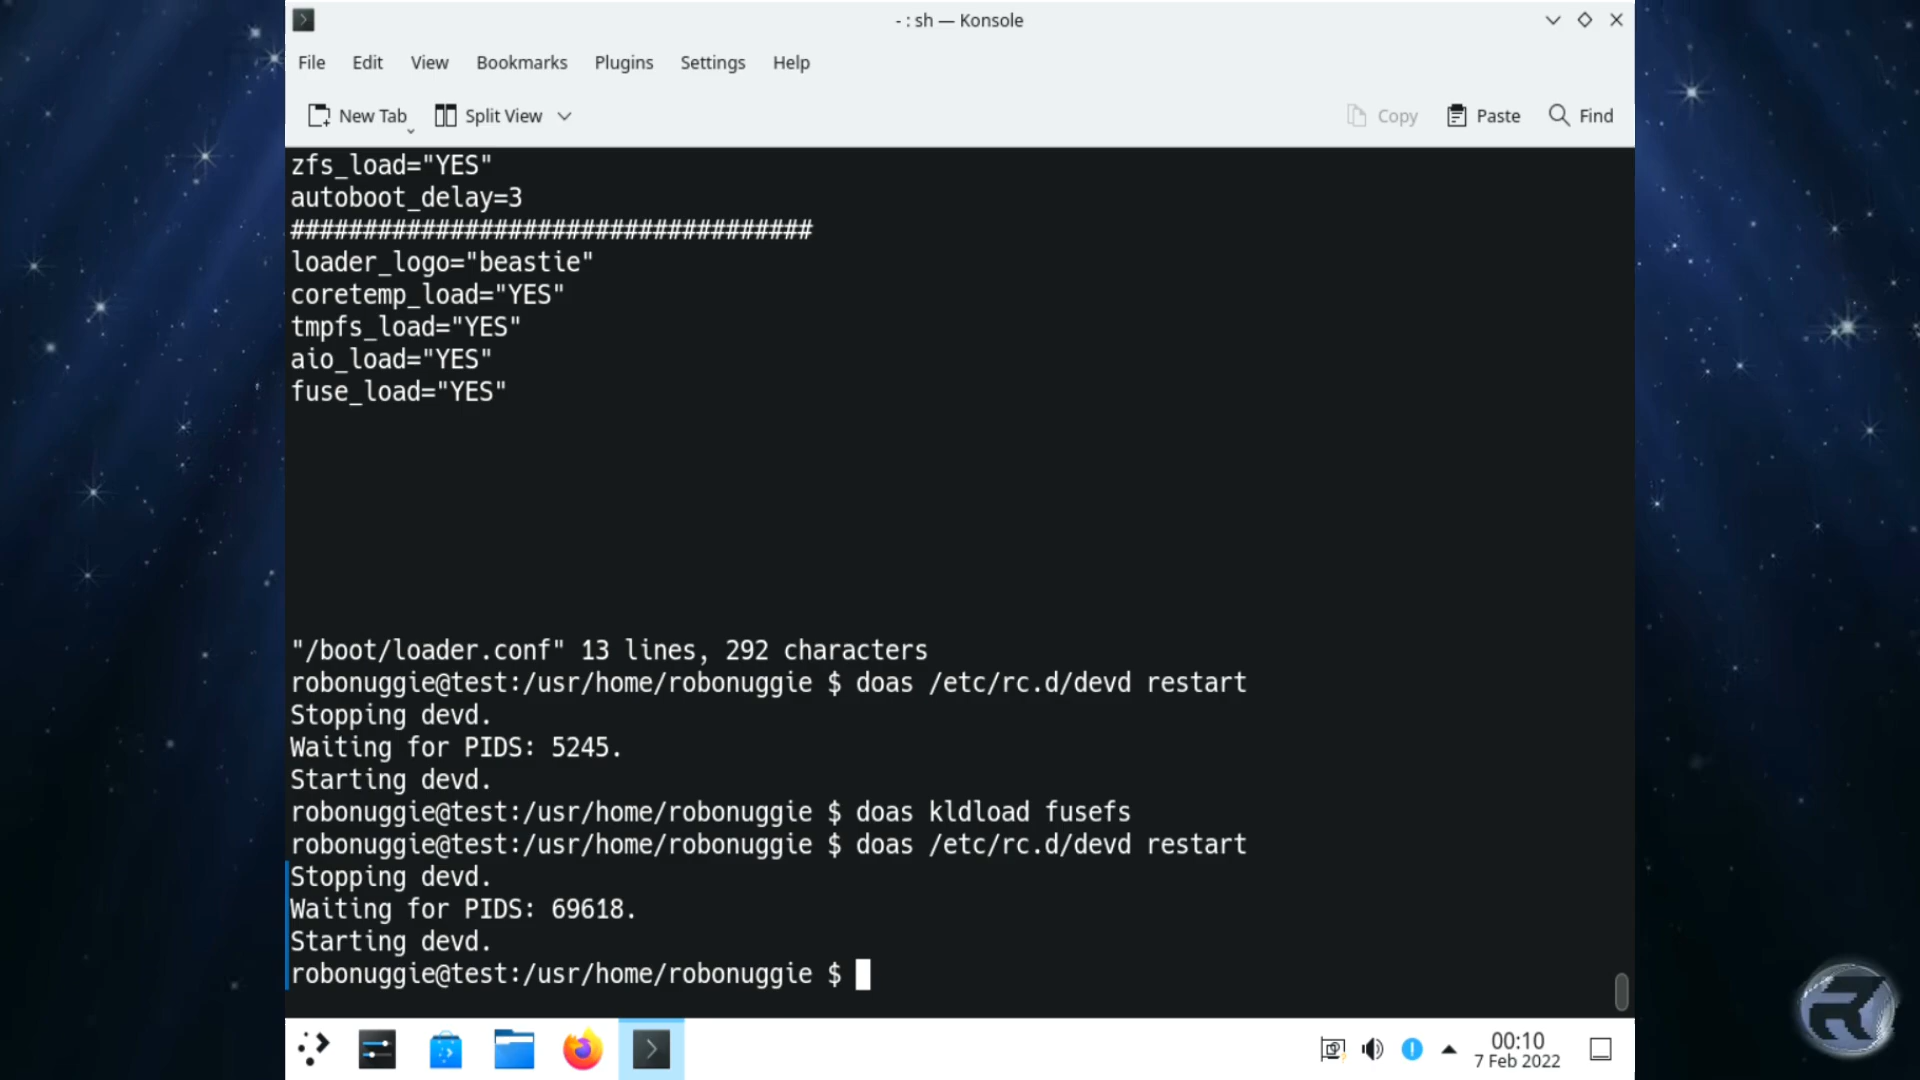 - : sh — Konsole
File Edit View Bookmarks Plugins Settings Help
New Tab Split View Copy Paste Find
zfs_load="YES"
autoboot_delay=3
####################################
loader_logo="beastie"
coretemp_load="YES"
tmpfs_load="YES"
aio_load="YES"
fuse_load="YES"
"/boot/loader.conf" 13 lines, 292 characters
robonuggie@test:/usr/home/robonuggie $ doas /etc/rc.d/devd restart
Stopping devd.
Waiting for PIDS: 5245.
Starting devd.
robonuggie@test:/usr/home/robonuggie $ doas kldload fusefs
robonuggie@test:/usr/home/robonuggie $ doas /etc/rc.d/devd restart
Stopping devd.
Waiting for PIDS: 69618.
Starting devd.
robonuggie@test:/usr/home/robonuggie $
00:10
7 Feb 2022